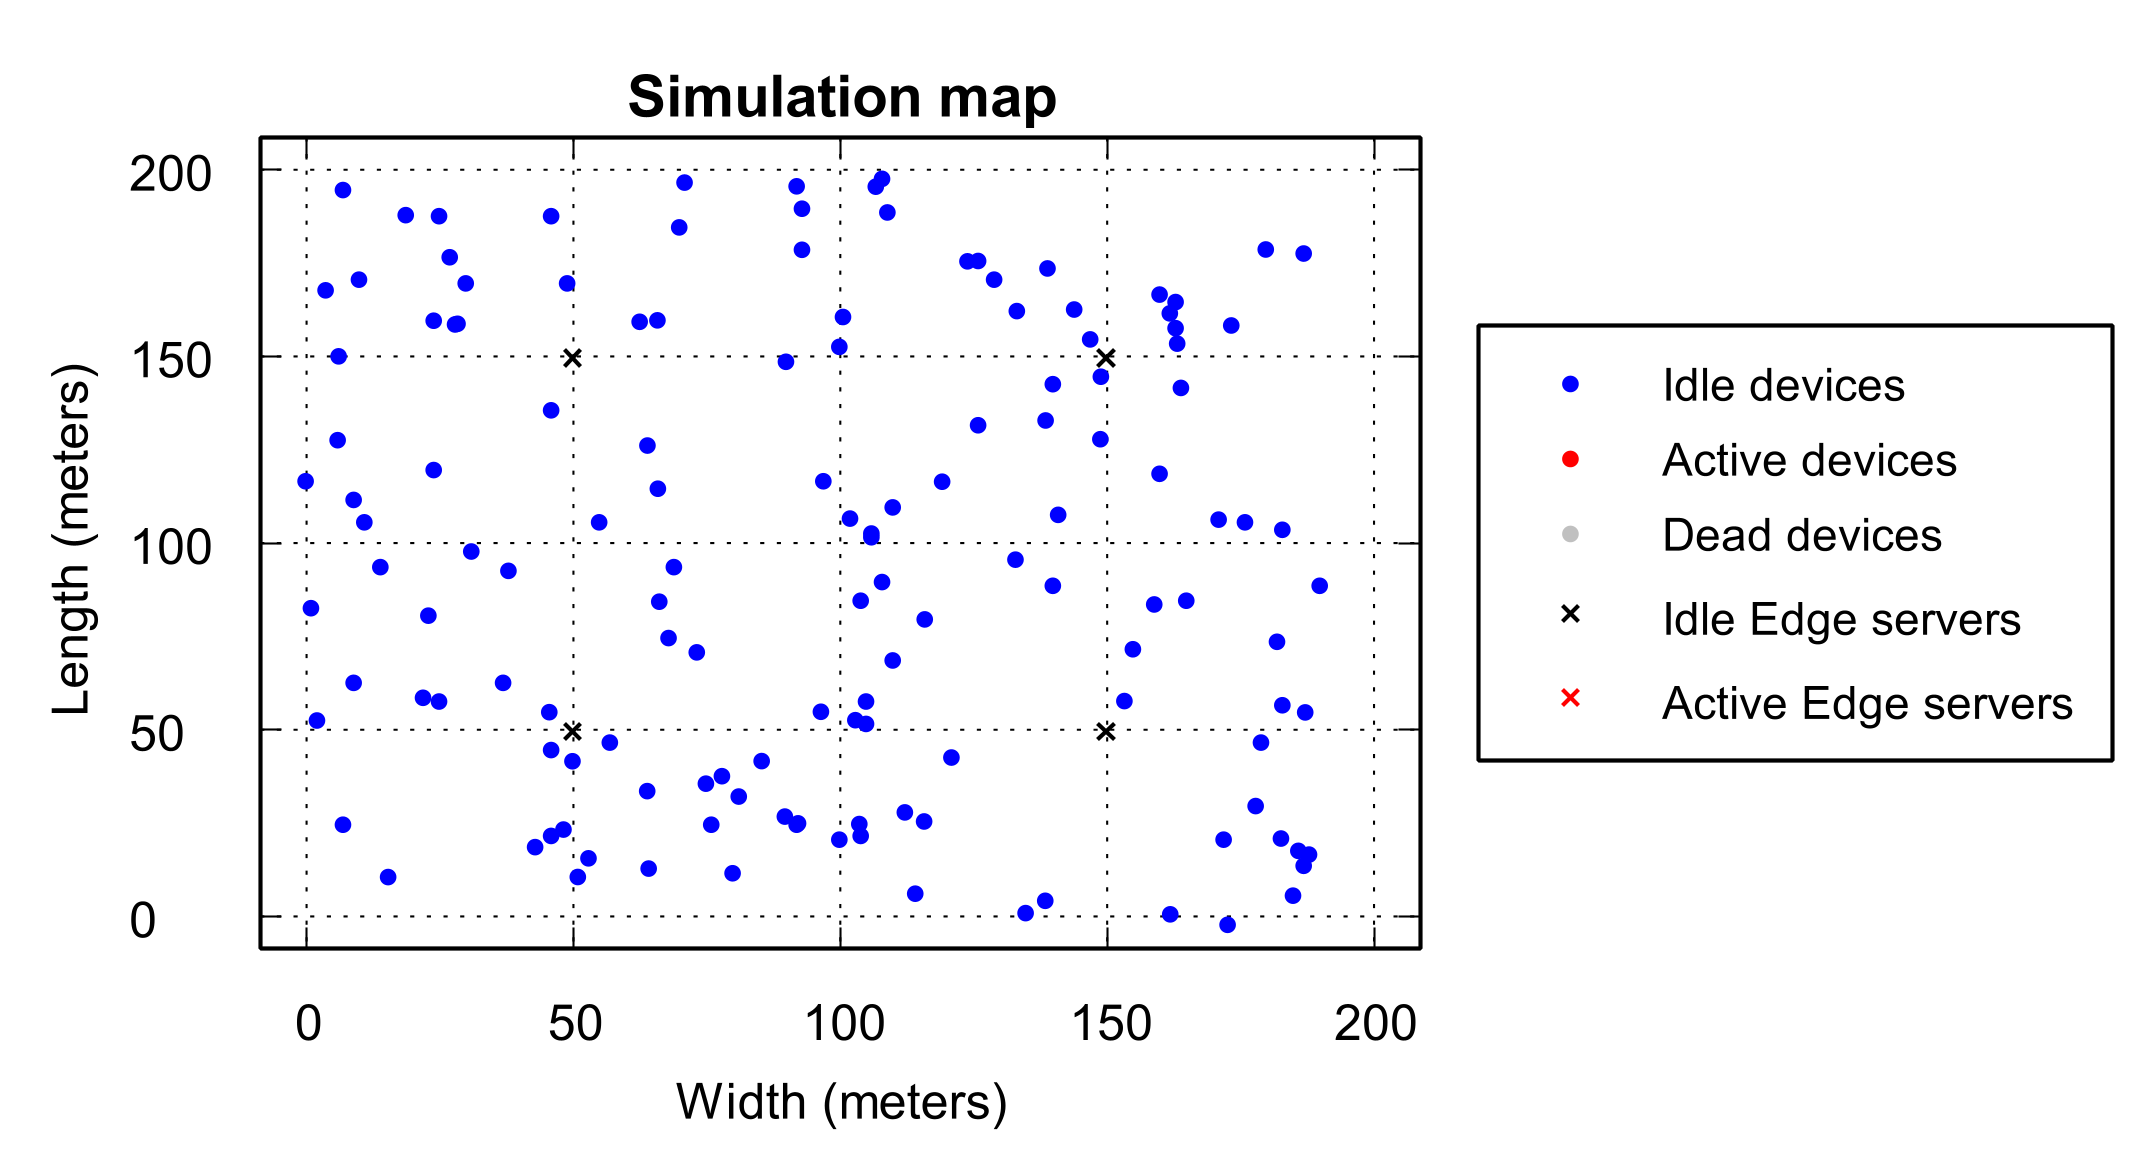 Simulation map
200
150
100
50
0
Length (meters)
0 50 100 150 200
Width (meters)
Idle devices
Active devices
Dead devices
Idle Edge servers
Active Edge servers